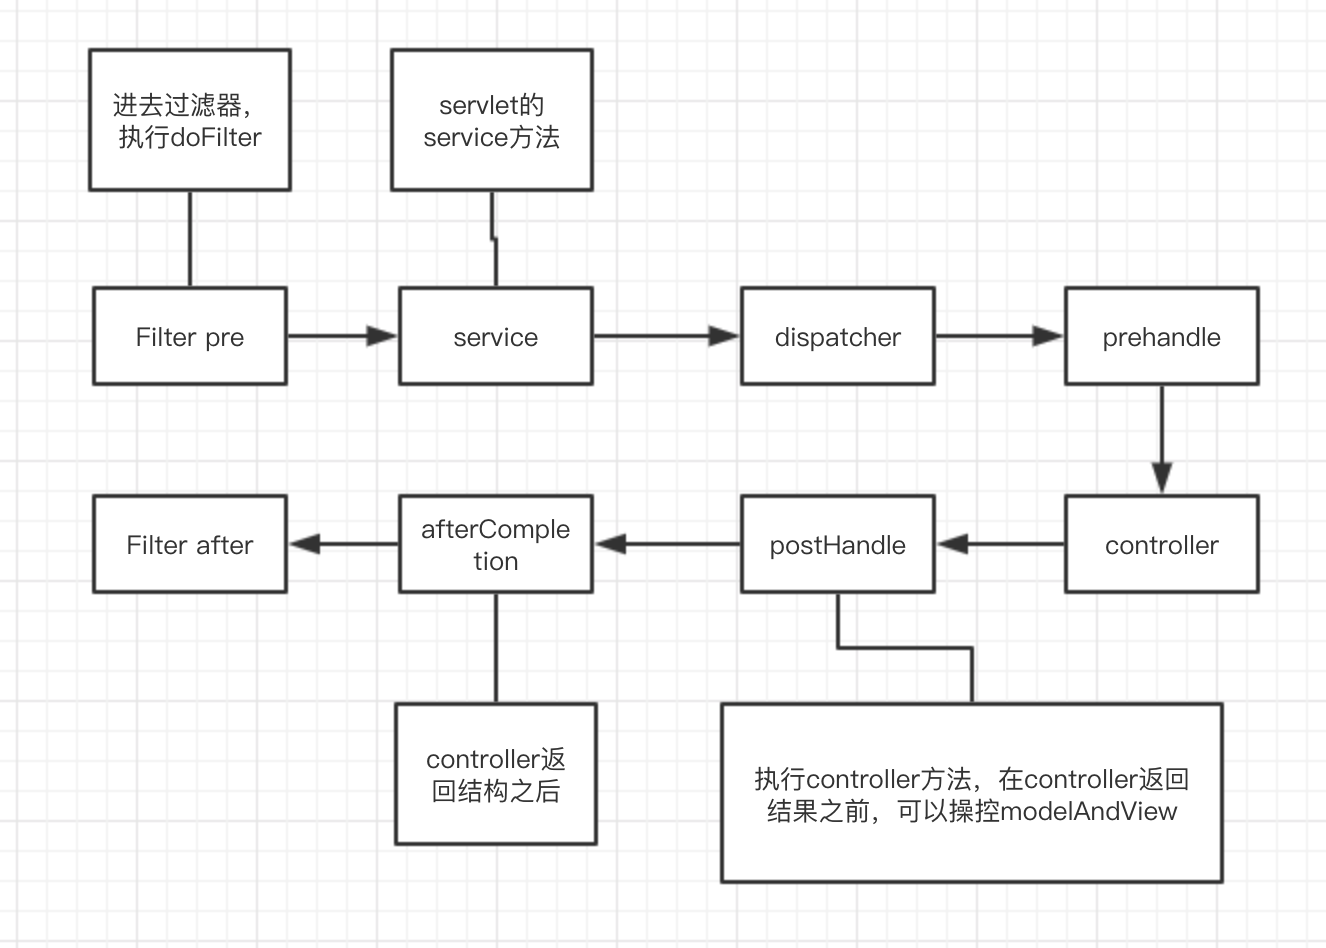 进去过滤器，
执行doFilter
servlet的
service方法
Filter pre
service
dispatcher
prehandle
Filter after
afterComple
tion
postHandle
controller
controller返
回结构之后
执行controller方法，在controller返回
结果之前，可以操控modelAndView